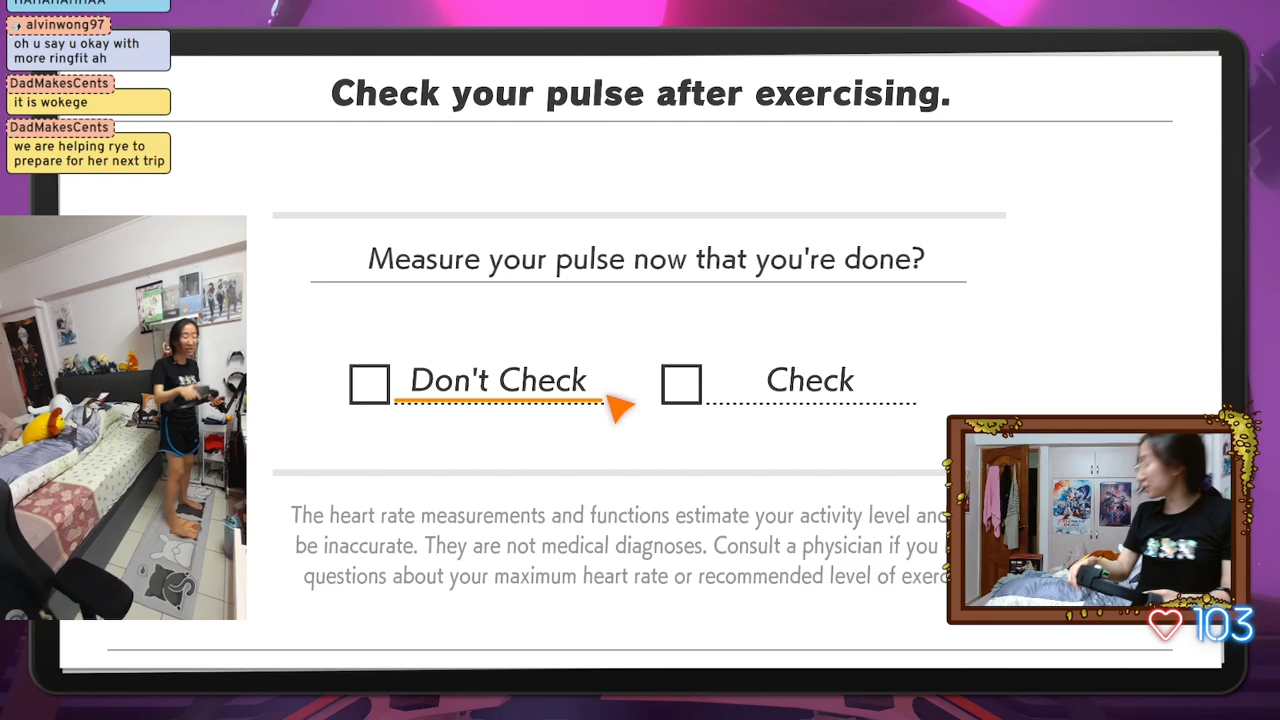 HAHAHAHHAA
alvinwong97
oh u say u okay with
more ringfit ah
DadMakesCents
it is wokege
DadMakesCents
we are helping rye to
prepare for her next trip
Check your pulse after exercising.
Measure your pulse now that you're done?
Don't Check
Check
The heart rate measurements and functions estimate your activity level and
be inaccurate. They are not medical diagnoses. Consult a physician if you
questions about your maximum heart rate or recommended level of exerc
103